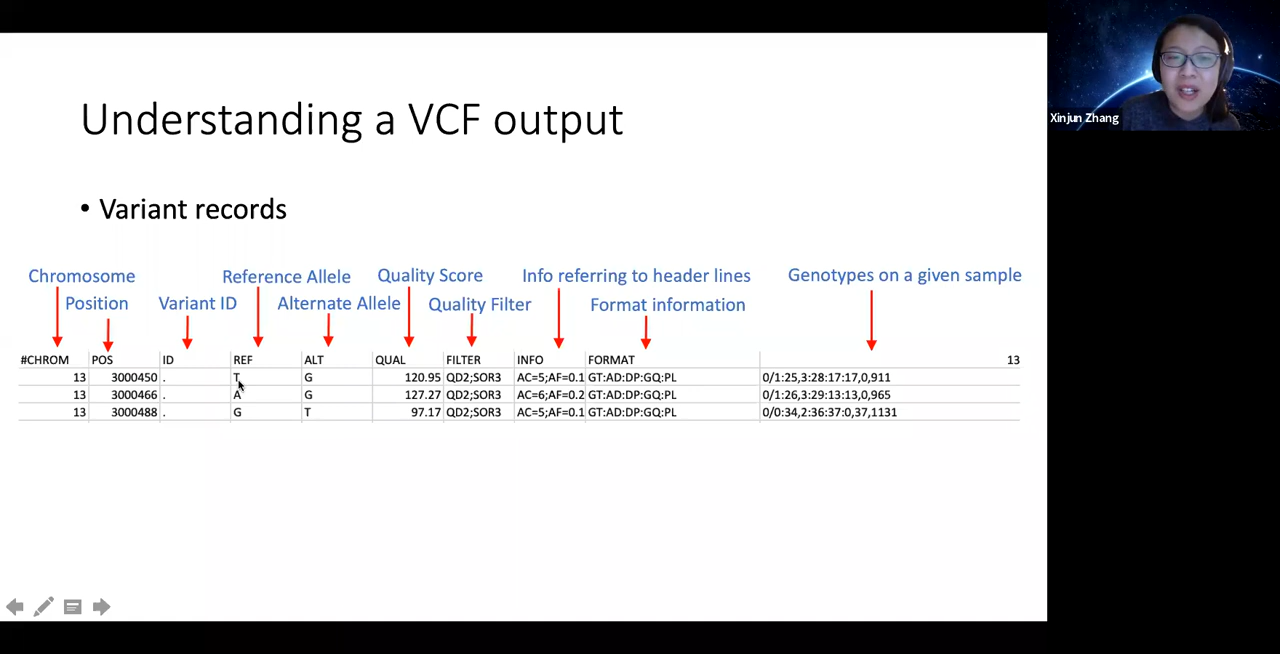 Understanding a VCF output
• Variant records
Chromosome Reference Allele Quality Score Info referring to header lines Genotypes on a given sample
Position Variant ID Alternate Allele Quality Filter Format information
#CHROM POS ID REF ALT QUAL FILTER INFO FORMAT 13
13 3000450 . T G 120.95 QD2;SOR3 AC=5;AF=0.1 GT:AD:DP:GQ:PL 0/1:25,3:28:17:17,0,911
13 3000466 . A G 127.27 QD2;SOR3 AC=6;AF=0.2 GT:AD:DP:GQ:PL 0/1:26,3:29:13:13,0,965
13 3000488 . G T 97.17 QD2;SOR3 AC=5;AF=0.1 GT:AD:DP:GQ:PL 0/0:34,2:36:37:0,37,1131
Xinjun Zhang